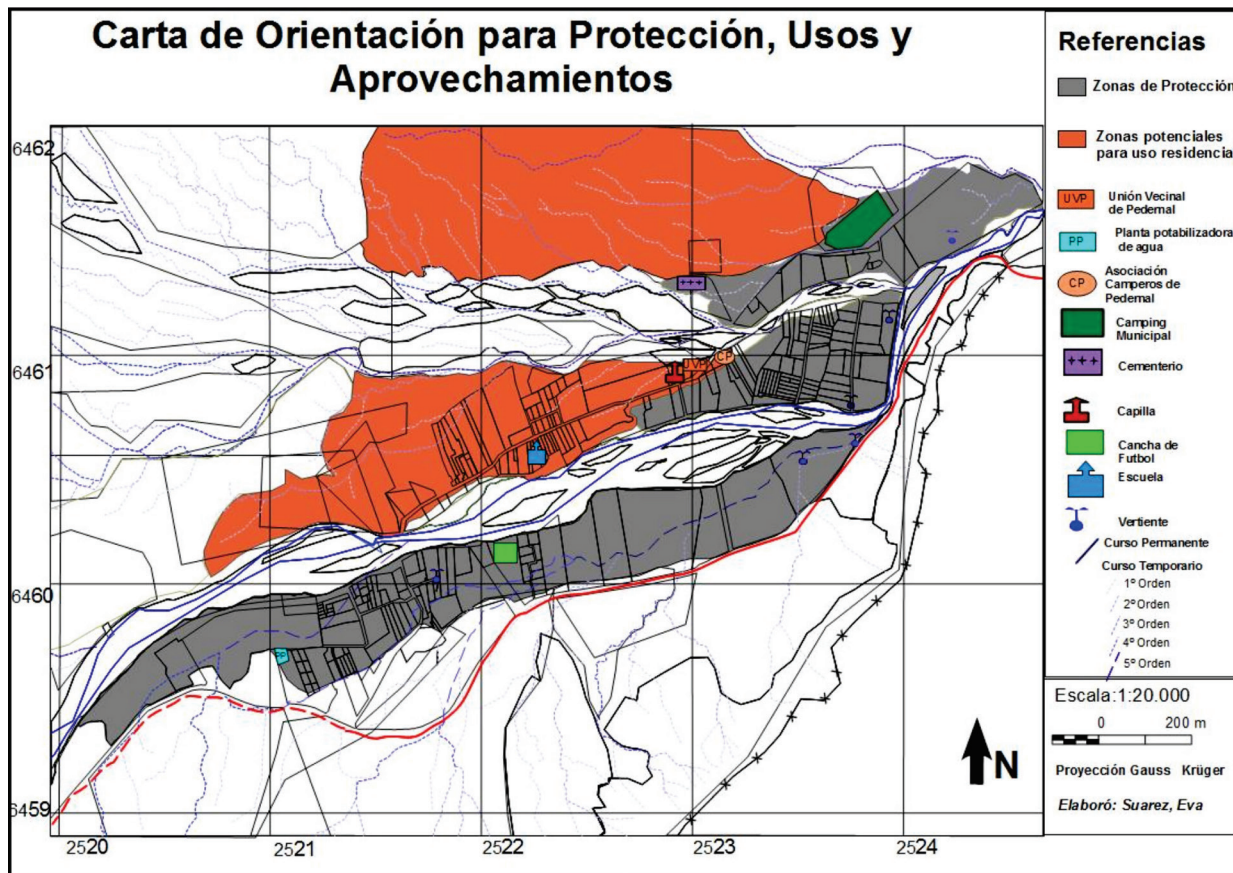 Carta de Orientación para Protección, Usos y
Aprovechamientos
6462
6461
6460
6459
2520
2521
2522
2523
2524
+++
UVP
CP
PP
N
Referencias
Zonas de Protección
Zonas potenciales
para uso residencia
UVP
Unión Vecinal
de Pedernal
PP
Planta potabilizadora
de agua
CP
Asociación
Camperos de
Pedernal
Camping
Municipal
+++
Cementerio
Capilla
Cancha de
Futbol
Escuela
Vertiente
Curso Permanente
Curso Temporario
1º Orden
2º Orden
3º Orden
4º Orden
5º Orden
Escala:1:20.000
0 200 m
Proyección Gauss Krüger
Elaboró: Suarez, Eva